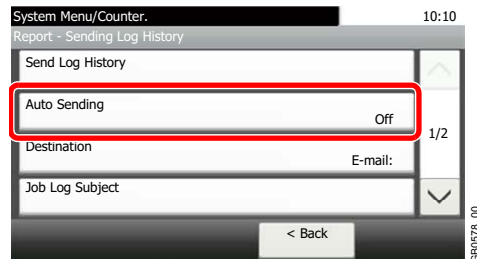 System Menu/Counter.
10:10
Report - Sending Log History
Send Log History
Auto Sending
Off
1/2
Destination
E-mail:
Job Log Subject
< Back
GB0578_00